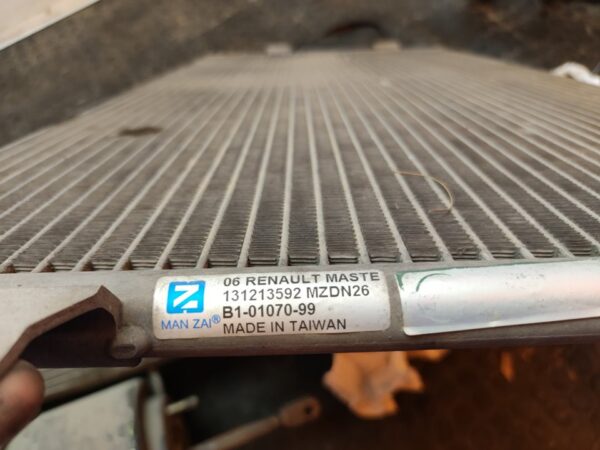 06 RENAULT MASTE
131213592 MZDN26
B1-01070-99
MAN ZAI®
MADE IN TAIWAN